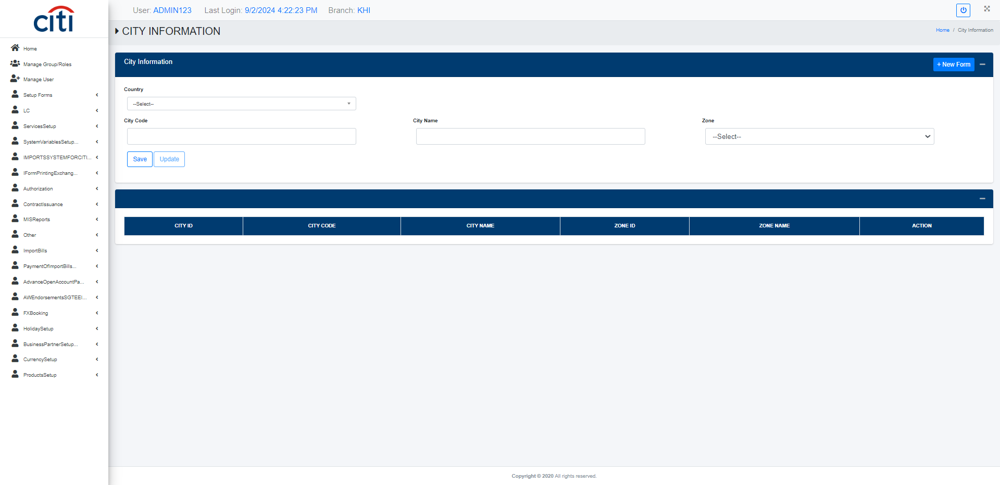 citi
User: ADMIN123 Last Login: 9/2/2024 4:22:23 PM Branch: KHI
CITY INFORMATION
Home / City Information
Home
Manage Group/Roles
Manage User
Setup Forms
LC
ServicesSetup
SystemVariablesSetup...
IMPORTSSYSTEMFORCITI...
IFormPrintingExchang...
Authorization
ContractIssuance
MISReports
Other
ImportBills
PaymentOfImportBills...
AdvanceOpenAccountPa...
AWEndorsementsSGTEEI...
FXBooking
HolidaySetup
BusinessPartnerSetup...
CurrencySetup
ProductsSetup
City Information
+ New Form
Country
--Select--
City Code City Name Zone
--Select--
Save Update
CITY ID CITY CODE CITY NAME ZONE ID ZONE NAME ACTION
Copyright © 2020 All rights reserved.